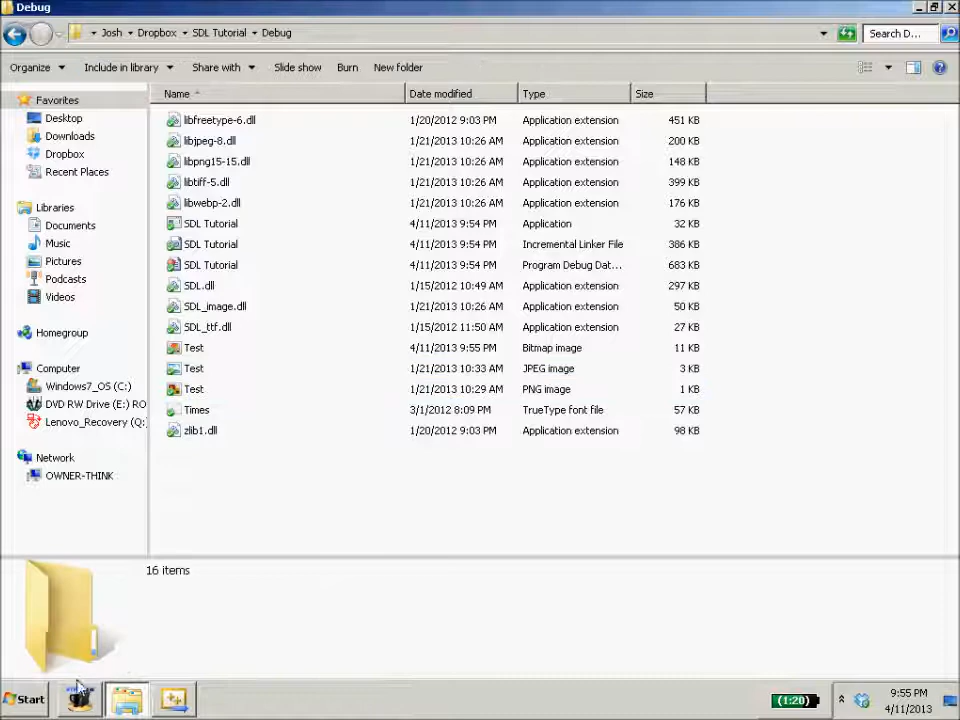 Debug
Josh Dropbox SDL Tutorial Debug
Search D...
Organize Include in library Share with Slide show Burn New folder
Name Date modified Type Size
Favorites
Desktop
Downloads
Dropbox
Recent Places
Libraries
Documents
Music
Pictures
Podcasts
Videos
Homegroup
Computer
Windows7_OS (C:)
DVD RW Drive (E:) RO
Lenovo_Recovery (Q:
Network
OWNER-THINK
libfreetype-6.dll 1/20/2012 9:03 PM Application extension 451 KB
libjpeg-8.dll 1/21/2013 10:26 AM Application extension 200 KB
libpng15-15.dll 1/21/2013 10:26 AM Application extension 148 KB
libtiff-5.dll 1/21/2013 10:26 AM Application extension 399 KB
libwebp-2.dll 1/21/2013 10:26 AM Application extension 176 KB
SDL Tutorial 4/11/2013 9:54 PM Application 32 KB
SDL Tutorial 4/11/2013 9:54 PM Incremental Linker File 386 KB
SDL Tutorial 4/11/2013 9:54 PM Program Debug Dat... 683 KB
SDL.dll 1/15/2012 10:49 AM Application extension 297 KB
SDL_image.dll 1/21/2013 10:26 AM Application extension 50 KB
SDL_ttf.dll 1/15/2012 11:50 AM Application extension 27 KB
Test 4/11/2013 9:55 PM Bitmap image 11 KB
Test 1/21/2013 10:33 AM JPEG image 3 KB
Test 1/21/2013 10:29 AM PNG image 1 KB
Times 3/1/2012 8:09 PM TrueType font file 57 KB
zlib1.dll 1/20/2012 9:03 PM Application extension 98 KB
16 items
Start
(1:20)
9:55 PM
4/11/2013